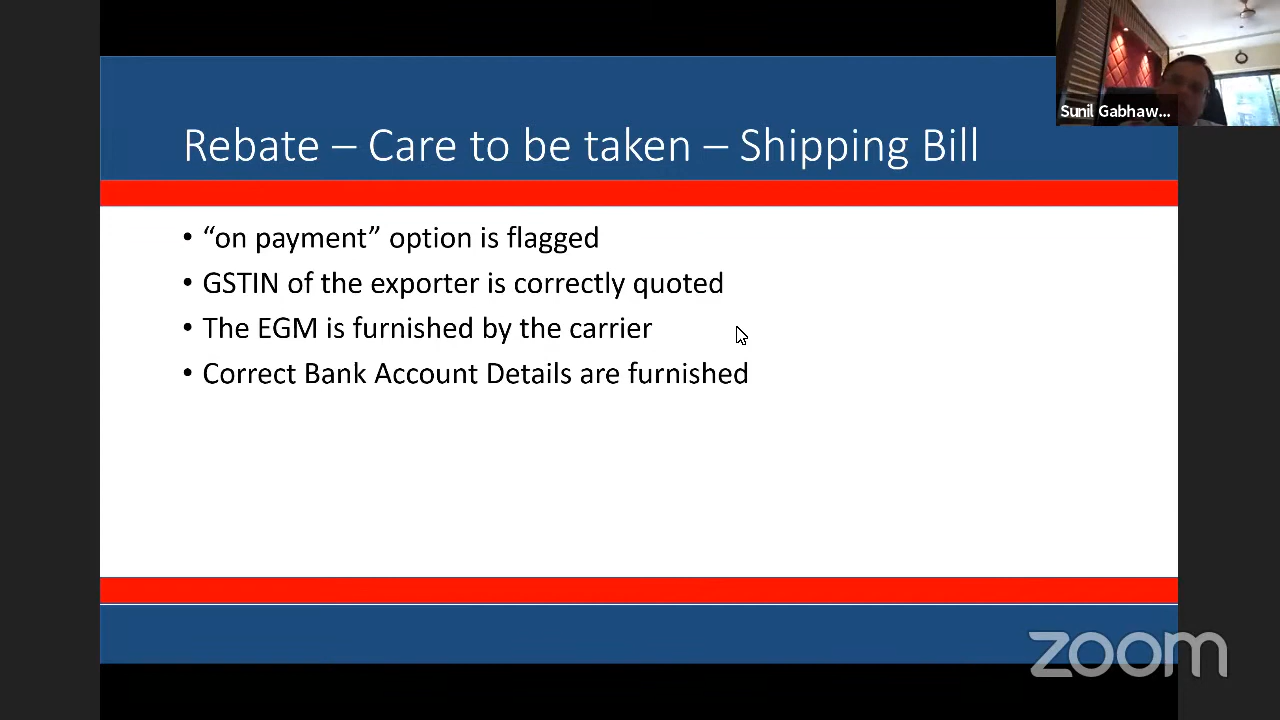 Sunil Gabhaw...
Rebate – Care to be taken – Shipping Bill
• “on payment” option is flagged
• GSTIN of the exporter is correctly quoted
• The EGM is furnished by the carrier
• Correct Bank Account Details are furnished
zoom